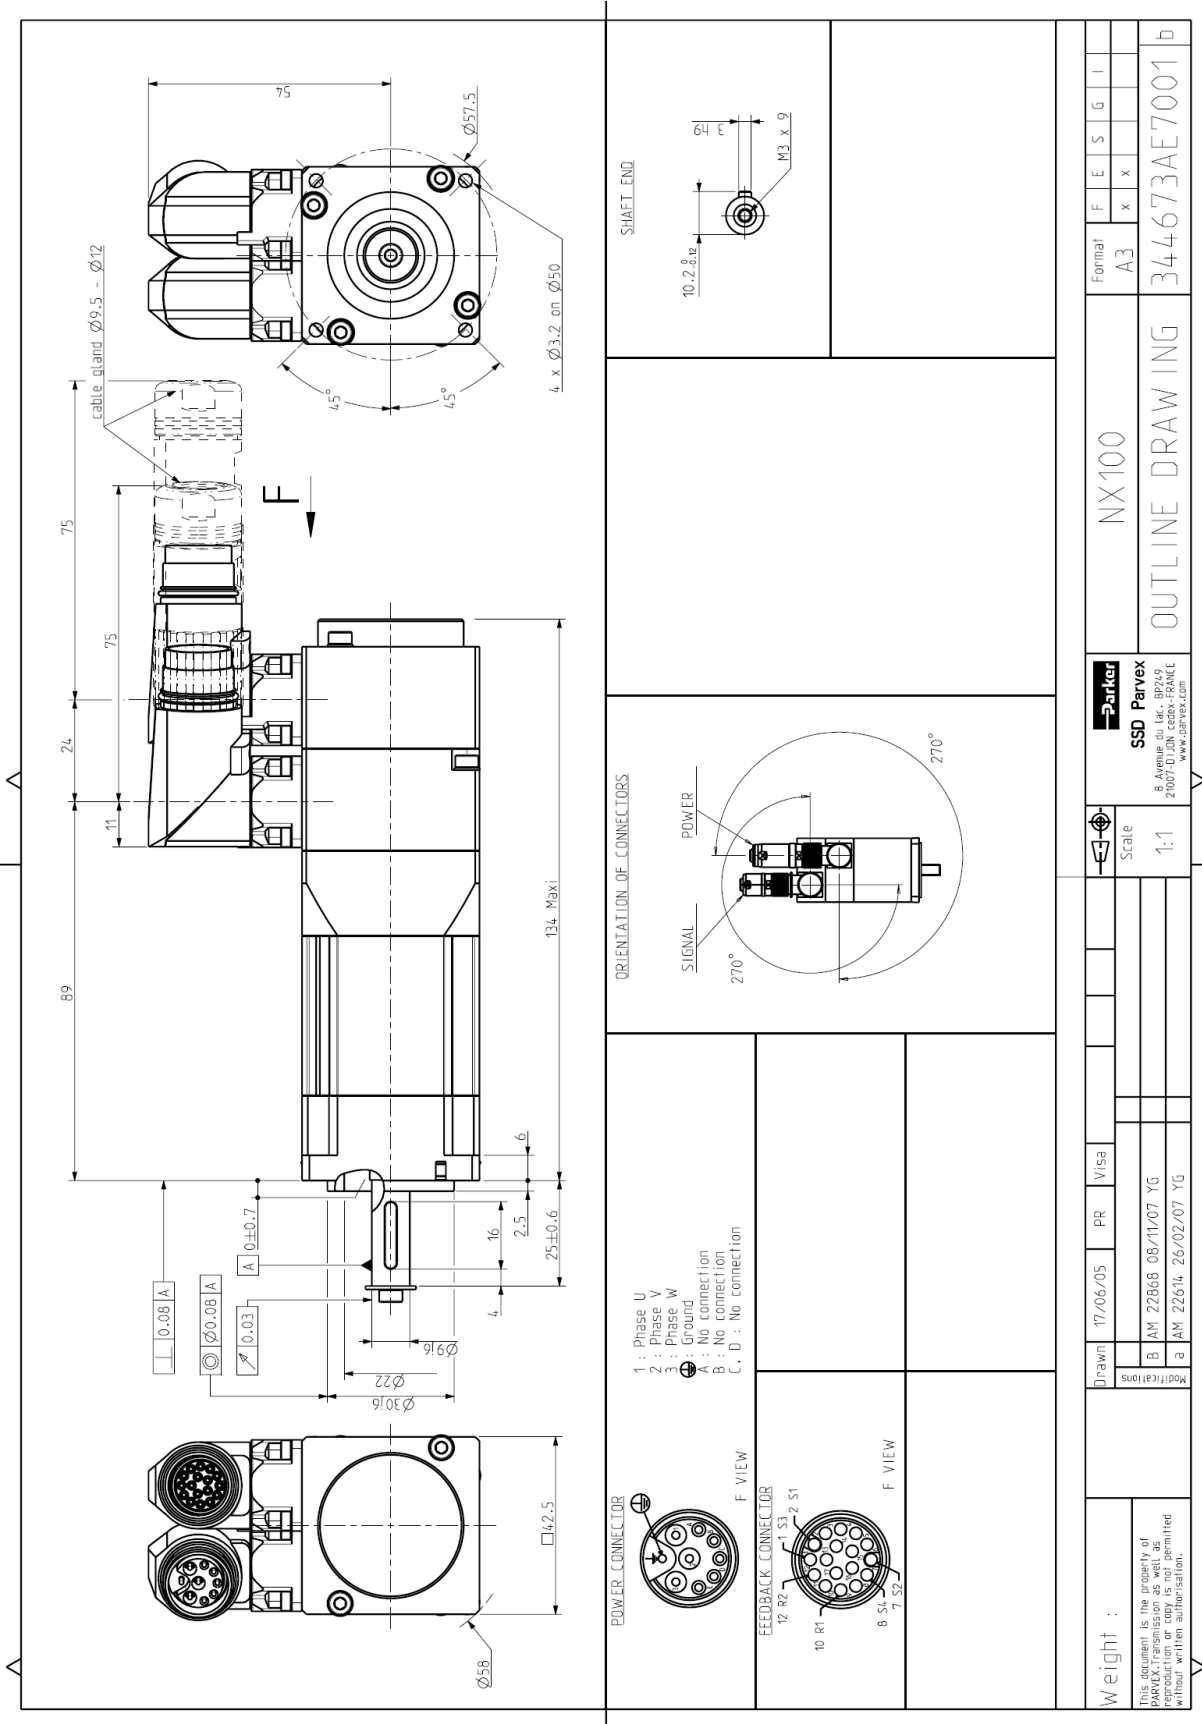 75
24
89
11
75
cable gland Ø9.5 - Ø12
F
54
Ø57.5
45°
45°
4 x Ø3.2 on Ø50
134 Maxi
⊥ 0.08 A
◎ Ø0.08 A
↗ 0.03
A
0±0.7
6
16
2.5
4
25±0.6
Ø9j6
Ø22
Ø30j6
□42.5
Ø58
POWER CONNECTOR
F VIEW
1 : Phase U
2 : Phase V
3 : Phase W
⏚ : Ground
A : No connection
B : No connection
C, D : No connection
FEEDBACK CONNECTOR
12 R2
1 S3
2 S1
10 R1
8 S4
7 S2
F VIEW
ORIENTATION OF CONNECTORS
SIGNAL
POWER
270°
270°
SHAFT END
10.2 0 -0.12
3 h9
M3 x 9
Weight :
This document is the property of
PARVEX.Transmission as well as
reproduction or copy is not permitted
without written authorisation.
Drawn 17/06/05 PR Visa
Modifications
B AM 22868 08/11/07 YG
a AM 22614 26/02/07 YG
Scale
1:1
Parker
SSD Parvex
8 Avenue du Lac. BP249
21007-DIJON cedex-FRANCE
www.parvex.com
NX100
OUTLINE DRAWING
Format
A3
F E S G I
x x
344673AE7001 b